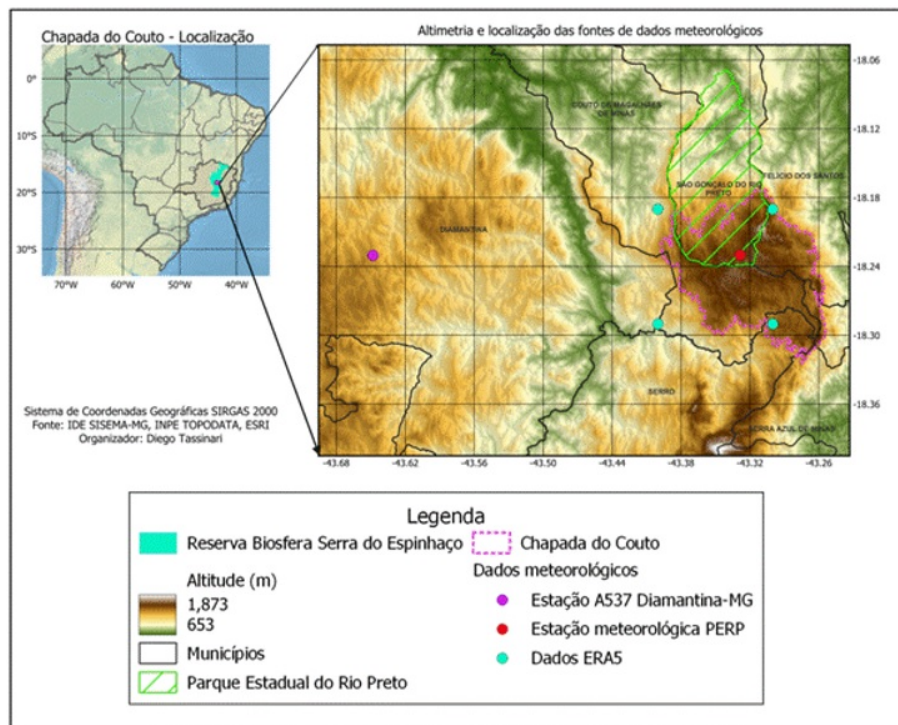 Chapada do Couto - Localização
0°
10°S
20°S
30°S
70°W
60°W
50°W
40°W
Altimetria e localização das fontes de dados meteorológicos
COUTO DE MAGALHÃES
DE MINAS
SÃO GONÇALO DO RIO
PRETO
FELÍCIO DOS SANTOS
DIAMANTINA
SERRO
SERRA AZUL DE MINAS
-18.06
-18.12
-18.18
-18.24
-18.30
-18.36
-43.68
-43.62
-43.56
-43.50
-43.44
-43.38
-43.32
-43.26
Sistema de Coordenadas Geográficas SIRGAS 2000
Fonte: IDE SISEMA-MG, INPE TOPODATA, ESRI
Organizador: Diego Tassinari
Legenda
Reserva Biosfera Serra do Espinhaço
Altitude (m)
1,873
653
Municípios
Parque Estadual do Rio Preto
Chapada do Couto
Dados meteorológicos
Estação A537 Diamantina-MG
Estação meteorológica PERP
Dados ERA5